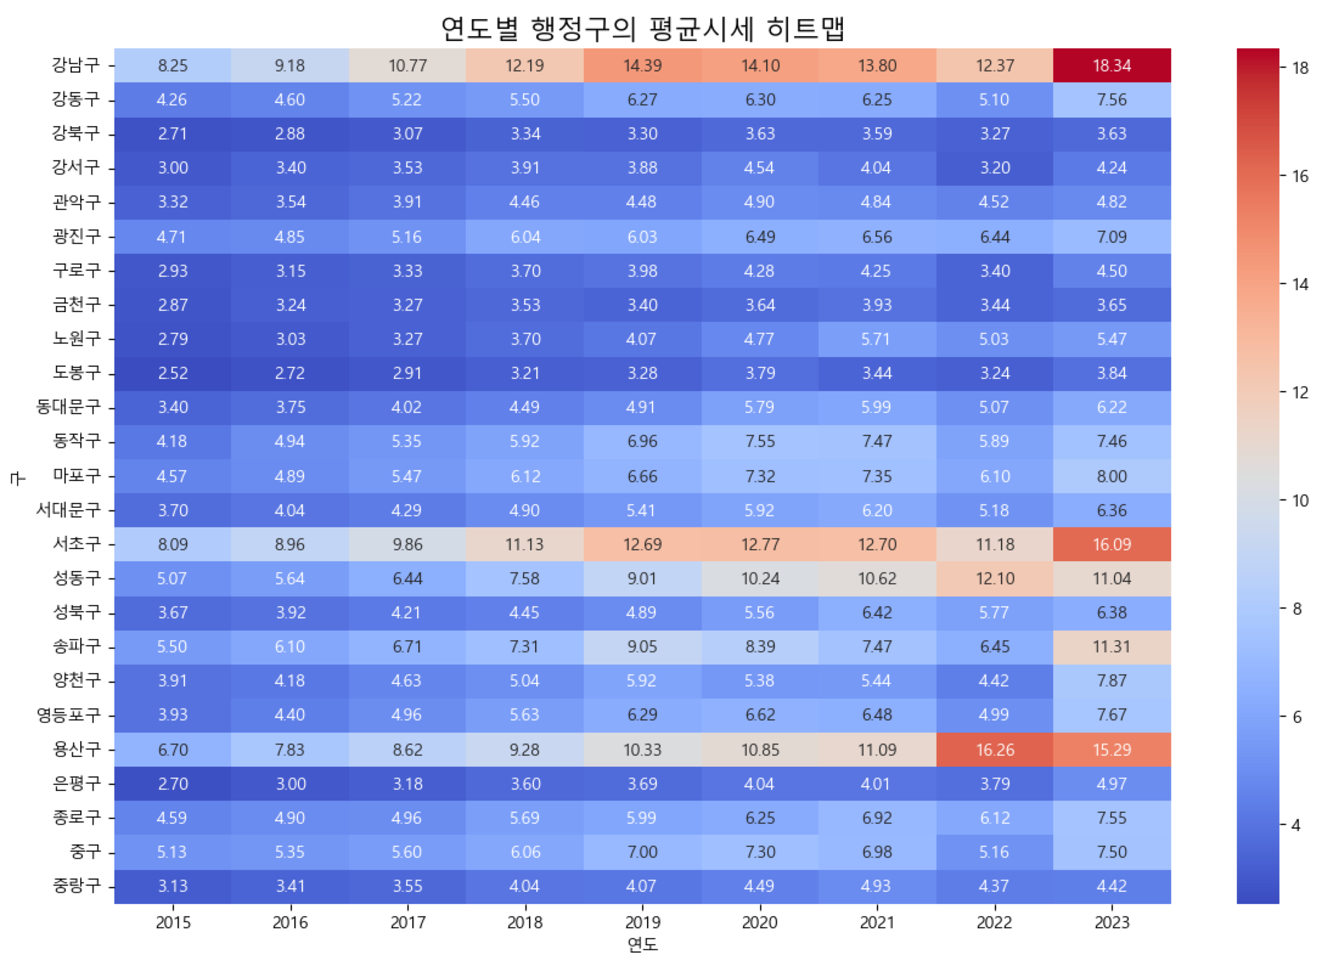 연도별 행정구의 평균시세 히트맵
강남구 8.25 9.18 10.77 12.19 14.39 14.10 13.80 12.37 18.34
강동구 4.26 4.60 5.22 5.50 6.27 6.30 6.25 5.10 7.56
강북구 2.71 2.88 3.07 3.34 3.30 3.63 3.59 3.27 3.63
강서구 3.00 3.40 3.53 3.91 3.88 4.54 4.04 3.20 4.24
관악구 3.32 3.54 3.91 4.46 4.48 4.90 4.84 4.52 4.82
광진구 4.71 4.85 5.16 6.04 6.03 6.49 6.56 6.44 7.09
구로구 2.93 3.15 3.33 3.70 3.98 4.28 4.25 3.40 4.50
금천구 2.87 3.24 3.27 3.53 3.40 3.64 3.93 3.44 3.65
노원구 2.79 3.03 3.27 3.70 4.07 4.77 5.71 5.03 5.47
도봉구 2.52 2.72 2.91 3.21 3.28 3.79 3.44 3.24 3.84
동대문구 3.40 3.75 4.02 4.49 4.91 5.79 5.99 5.07 6.22
동작구 4.18 4.94 5.35 5.92 6.96 7.55 7.47 5.89 7.46
마포구 4.57 4.89 5.47 6.12 6.66 7.32 7.35 6.10 8.00
서대문구 3.70 4.04 4.29 4.90 5.41 5.92 6.20 5.18 6.36
서초구 8.09 8.96 9.86 11.13 12.69 12.77 12.70 11.18 16.09
성동구 5.07 5.64 6.44 7.58 9.01 10.24 10.62 12.10 11.04
성북구 3.67 3.92 4.21 4.45 4.89 5.56 6.42 5.77 6.38
송파구 5.50 6.10 6.71 7.31 9.05 8.39 7.47 6.45 11.31
양천구 3.91 4.18 4.63 5.04 5.92 5.38 5.44 4.42 7.87
영등포구 3.93 4.40 4.96 5.63 6.29 6.62 6.48 4.99 7.67
용산구 6.70 7.83 8.62 9.28 10.33 10.85 11.09 16.26 15.29
은평구 2.70 3.00 3.18 3.60 3.69 4.04 4.01 3.79 4.97
종로구 4.59 4.90 4.96 5.69 5.99 6.25 6.92 6.12 7.55
중구 5.13 5.35 5.60 6.06 7.00 7.30 6.98 5.16 7.50
중랑구 3.13 3.41 3.55 4.04 4.07 4.49 4.93 4.37 4.42
2015 2016 2017 2018 2019 2020 2021 2022 2023
연도
구
18
16
14
12
10
8
6
4